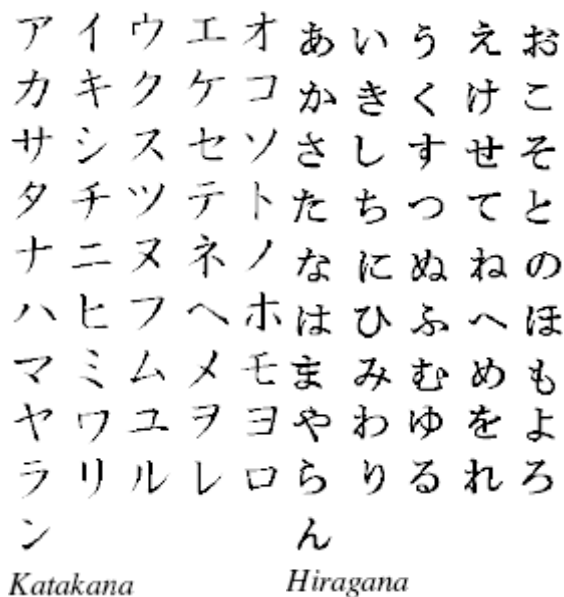 ア イ ウ エ オ あ い う え お
カ キ ク ケ コ か き く け こ
サ シ ス セ ソ さ し す せ そ
タ チ ツ テ ト た ち つ て と
ナ ニ ヌ ネ ノ な に ぬ ね の
ハ ヒ フ ヘ ホ は ひ ふ へ ほ
マ ミ ム メ モ ま み む め も
ヤ ワ ユ ヲ ヨ や わ ゆ を よ
ラ リ ル レ ロ ら り る れ ろ
ン ん
Katakana Hiragana